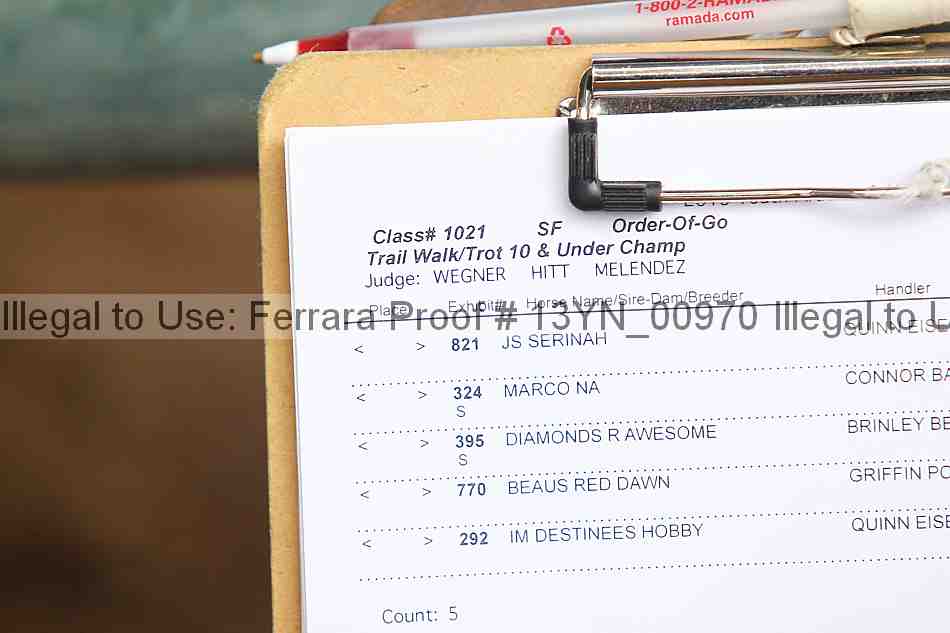 1-800-2-RAMADA
ramada.com
Class# 1021 SF Order-Of-Go
Trail Walk/Trot 10 & Under Champ
Judge: WEGNER HITT MELENDEZ
Place Exhibit# Horse Name/Sire-Dam/Breeder Handler
Illegal to Use: Ferrara Proof # 13YN_00970 Illegal to U
< > 821 JS SERINAH QUINN EISE
< > 324 MARCO NA CONNOR BA
S
< > 395 DIAMONDS R AWESOME BRINLEY BE
S
< > 770 BEAUS RED DAWN GRIFFIN PO
< > 292 IM DESTINEES HOBBY QUINN EISE
Count: 5